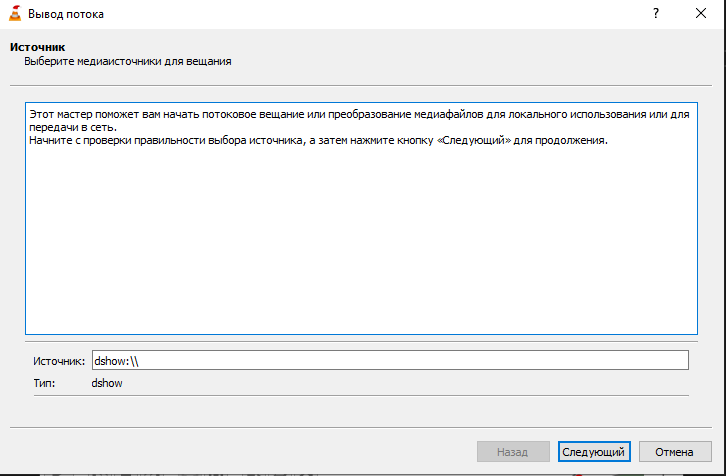 Вывод потока
?
Источник
Выберите медиаисточники для вещания
Этот мастер поможет вам начать потоковое вещание или преобразование медиафайлов для локального использования или для
передачи в сеть.
Начните с проверки правильности выбора источника, а затем нажмите кнопку «Следующий» для продолжения.
Источник: dshow:\\
Тип: dshow
Назад Следующий Отмена